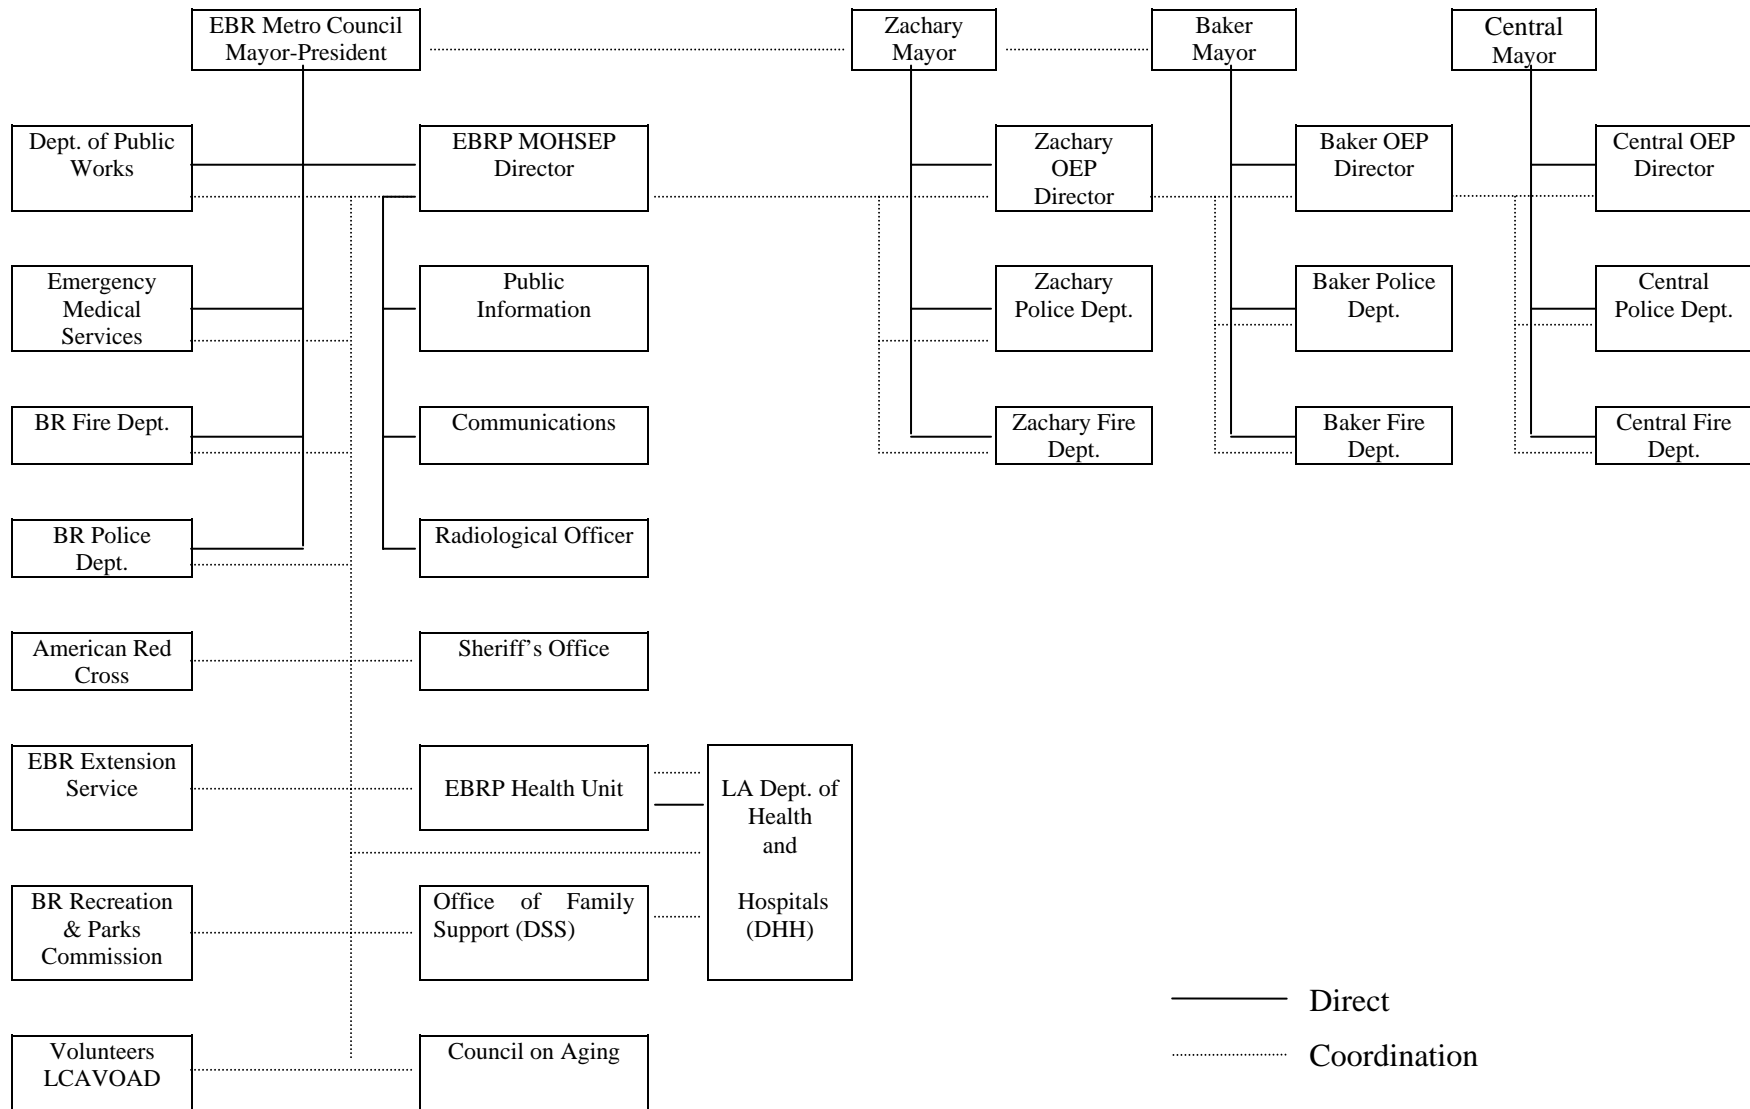 EBR Metro Council
Mayor-President
Zachary
Mayor
Baker
Mayor
Central
Mayor
Dept. of Public
Works
EBRP MOHSEP
Director
Zachary
OEP
Director
Baker OEP
Director
Central OEP
Director
Emergency
Medical
Services
Public
Information
Zachary
Police Dept.
Baker Police
Dept.
Central
Police Dept.
BR Fire Dept.
Communications
Zachary Fire
Dept.
Baker Fire
Dept.
Central Fire
Dept.
BR Police
Dept.
Radiological Officer
American Red
Cross
Sheriff’s Office
EBR Extension
Service
EBRP Health Unit
LA Dept. of
Health
and
Hospitals
(DHH)
BR Recreation
& Parks
Commission
Office of Family
Support (DSS)
Volunteers
LCAVOAD
Council on Aging
Direct
Coordination